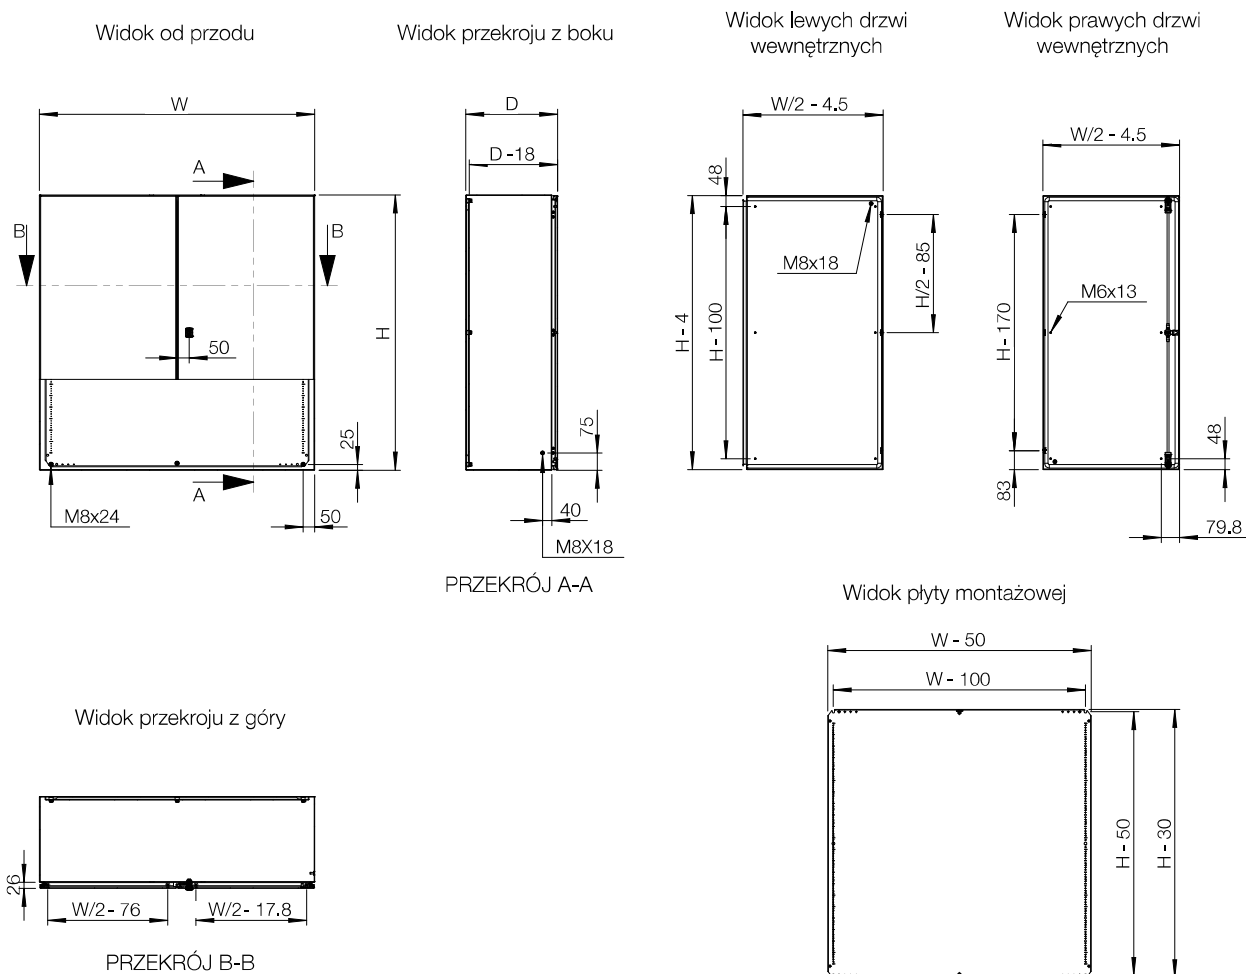 Widok od przodu
W
A
B
B
H
50
25
A
M8x24
50
Widok przekroju z boku
D
D -18
75
40
M8X18
PRZEKRÓJ A-A
Widok lewych drzwi
wewnętrznych
W/2 - 4.5
48
M8x18
H/2 - 85
H - 4
H - 100
Widok prawych drzwi
wewnętrznych
W/2 - 4.5
M6x13
H - 170
48
83
79.8
Widok płyty montażowej
W - 50
W - 100
H - 50
H - 30
Widok przekroju z góry
26
W/2 - 76
W/2 - 17.8
PRZEKRÓJ B-B